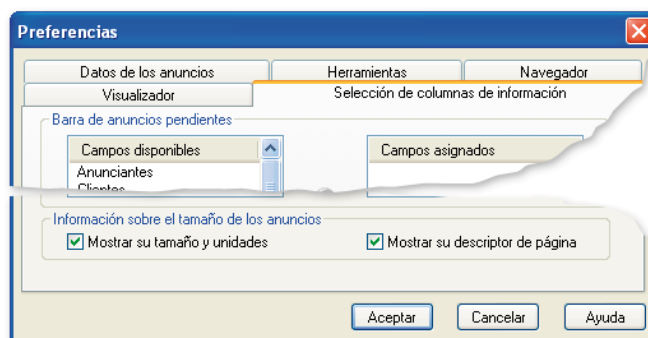 Preferencias
Datos de los anuncios Herramientas Navegador
Visualizador Selección de columnas de información
Barra de anuncios pendientes
Campos disponibles Campos asignados
Anunciantes
Clientes
Información sobre el tamaño de los anuncios
Mostrar su tamaño y unidades Mostrar su descriptor de página
Aceptar Cancelar Ayuda